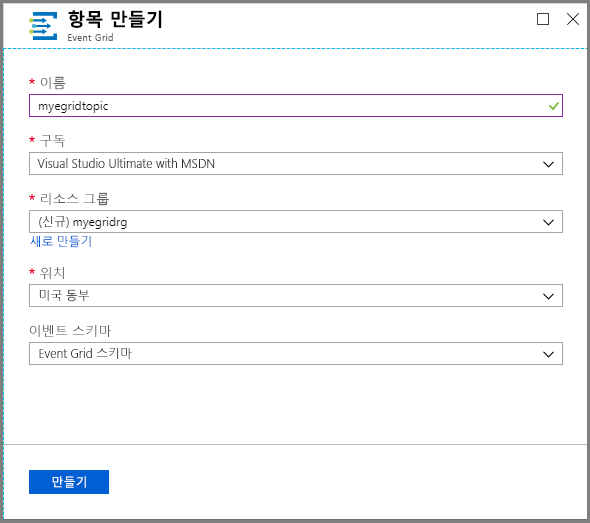 항목 만들기
Event Grid
* 이름
myegridtopic
* 구독
Visual Studio Ultimate with MSDN
* 리소스 그룹
(신규) myegridrg
새로 만들기
* 위치
미국 동부
이벤트 스키마
Event Grid 스키마
만들기